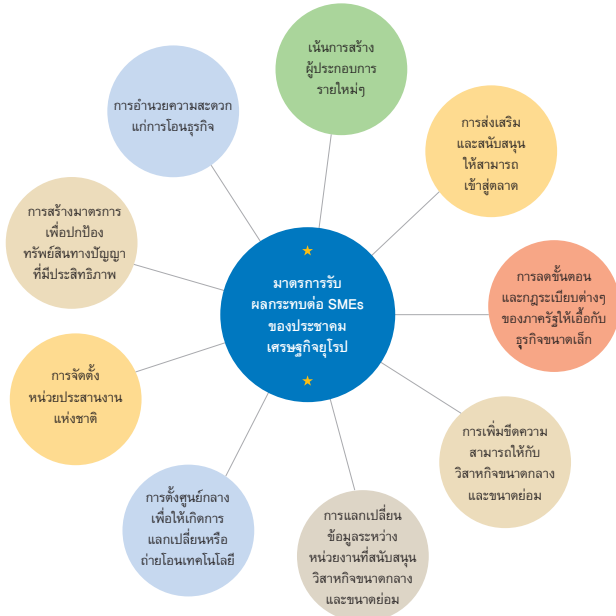 เน้นการสร้าง
ผู้ประกอบการ
รายใหม่ๆ
การส่งเสริม
และสนับสนุน
ให้สามารถ
เข้าสู่ตลาด
การลดขั้นตอน
และกฎระเบียบต่างๆ
ของภาครัฐให้เอื้อกับ
ธุรกิจขนาดเล็ก
การเพิ่มขีดความ
สามารถให้กับ
วิสาหกิจขนาดกลาง
และขนาดย่อม
การแลกเปลี่ยน
ข้อมูลระหว่าง
หน่วยงานที่สนับสนุน
วิสาหกิจขนาดกลาง
และขนาดย่อม
การตั้งศูนย์กลาง
เพื่อให้เกิดการ
แลกเปลี่ยนหรือ
ถ่ายโอนเทคโนโลยี
การจัดตั้ง
หน่วยประสานงาน
แห่งชาติ
การสร้างมาตรการ
เพื่อปกป้อง
ทรัพย์สินทางปัญญา
ที่มีประสิทธิภาพ
การอำนวยความสะดวก
แก่การโอนธุรกิจ
มาตรการรับ
ผลกระทบต่อ SMEs
ของประชาคม
เศรษฐกิจยุโรป